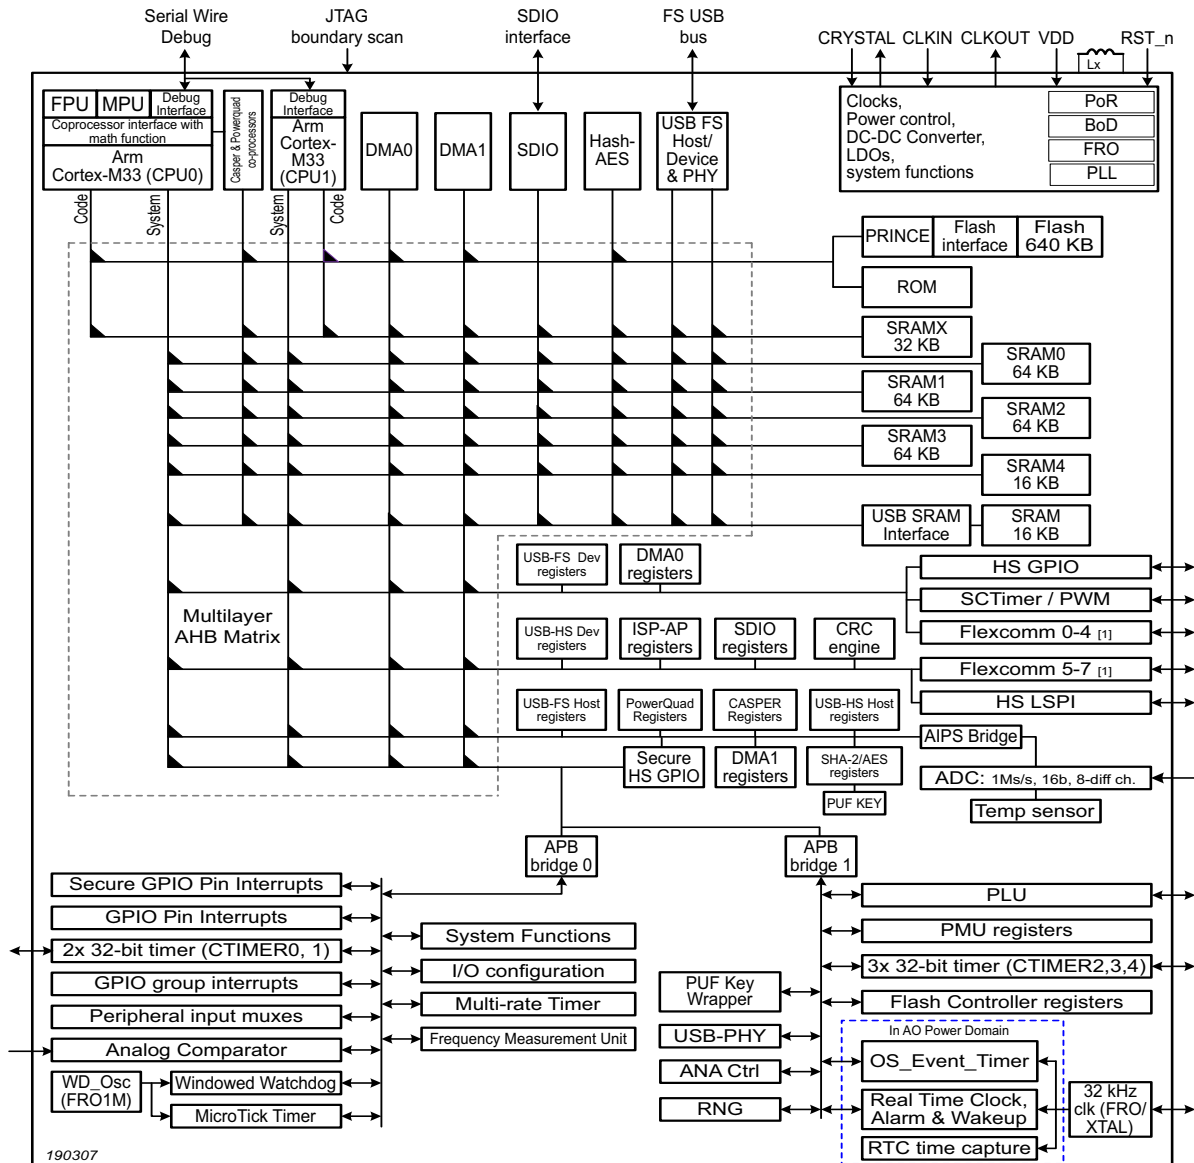 Serial Wire
Debug
JTAG
boundary scan
SDIO
interface
FS USB
bus
CRYSTAL
CLKIN
CLKOUT
VDD
RST_n
Lx
FPU
MPU
Debug
Interface
Coprocessor interface with
math function
Arm
Cortex-M33 (CPU0)
Casper & Powerquad
co-processors
Debug
Interface
Arm
Cortex-
M33
(CPU1)
DMA0
DMA1
SDIO
Hash-
AES
USB FS
Host/
Device
& PHY
Clocks,
Power control,
DC-DC Converter,
LDOs,
system functions
PoR
BoD
FRO
PLL
Code
System
System
Code
PRINCE
Flash
interface
Flash
640 KB
ROM
SRAMX
32 KB
SRAM0
64 KB
SRAM1
64 KB
SRAM2
64 KB
SRAM3
64 KB
SRAM4
16 KB
USB SRAM
Interface
SRAM
16 KB
Multilayer
AHB Matrix
USB-FS Dev
registers
DMA0
registers
HS GPIO
SCTimer / PWM
Flexcomm 0-4 [1]
USB-HS Dev
registers
ISP-AP
registers
SDIO
registers
CRC
engine
Flexcomm 5-7 [1]
HS LSPI
USB-FS Host
registers
PowerQuad
Registers
CASPER
Registers
USB-HS Host
registers
AIPS Bridge
Secure
HS GPIO
DMA1
registers
SHA-2/AES
registers
PUF KEY
ADC: 1Ms/s, 16b, 8-diff ch.
Temp sensor
APB
bridge 0
APB
bridge 1
Secure GPIO Pin Interrupts
GPIO Pin Interrupts
2x 32-bit timer (CTIMER0, 1)
GPIO group interrupts
Peripheral input muxes
Analog Comparator
WD_Osc
(FRO1M)
Windowed Watchdog
MicroTick Timer
System Functions
I/O configuration
Multi-rate Timer
Frequency Measurement Unit
PUF Key
Wrapper
USB-PHY
ANA Ctrl
RNG
PLU
PMU registers
3x 32-bit timer (CTIMER2,3,4)
Flash Controller registers
In AO Power Domain
OS_Event_Timer
Real Time Clock,
Alarm & Wakeup
RTC time capture
32 kHz
clk (FRO/
XTAL)
190307